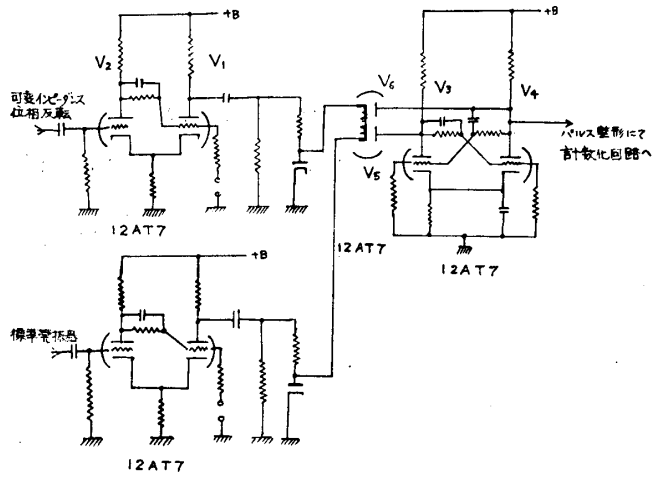 +B
V2
V1
可変インピーダンス
位相反転
12AT7
+B
V6
V3
V4
パルス整形にて
計数化回路へ
V5
12AT7
12AT7
+B
標準発振器
12AT7